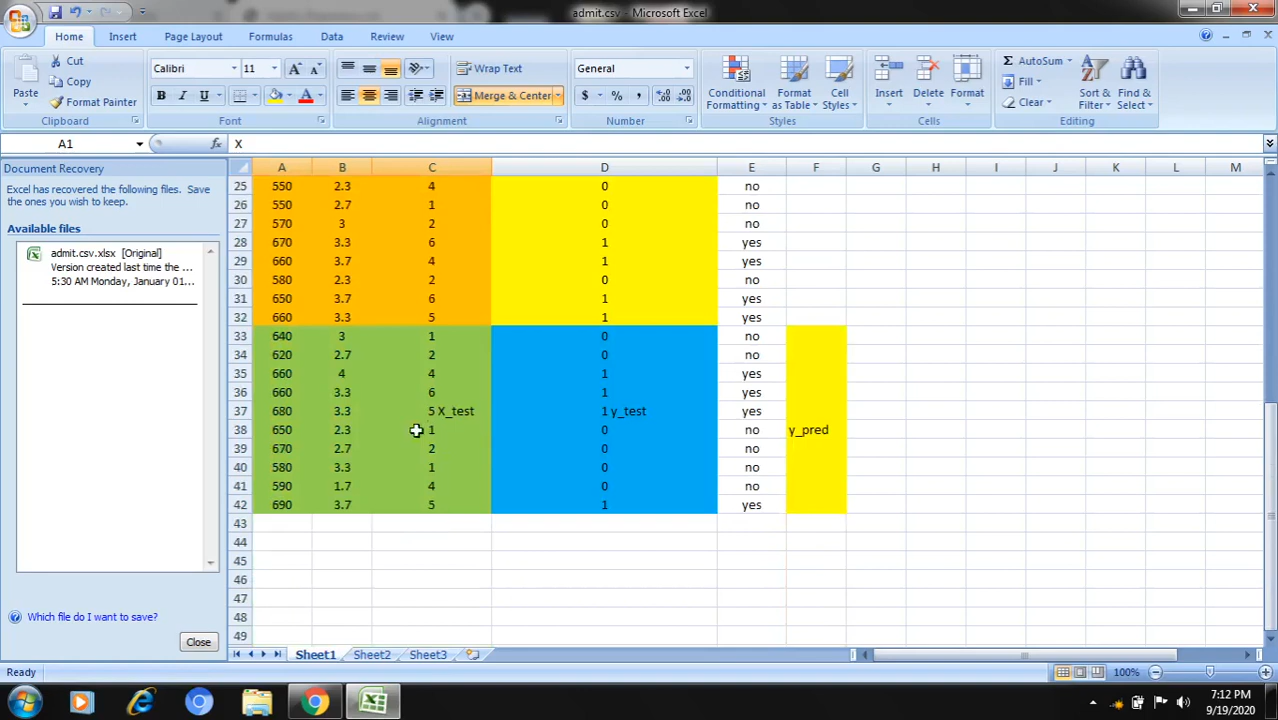 admit.csv - Microsoft Excel
Home Insert Page Layout Formulas Data Review View
Cut
Copy
Format Painter
Paste
Clipboard
Calibri 11
B I U
Font
Wrap Text
Merge & Center
Alignment
General
$ % ,
Number
Conditional Formatting
Format as Table
Cell Styles
Styles
Insert Delete Format
Cells
AutoSum
Fill
Clear
Sort & Filter
Find & Select
Editing
A1 fx X
Document Recovery
Excel has recovered the following files. Save
the ones you wish to keep.
Available files
admit.csv.xlsx [Original]
Version created last time the ...
5:30 AM Monday, January 01...
Which file do I want to save?
Close
A B C D E F G H I J K L M
25 550 2.3 4 0 no
26 550 2.7 1 0 no
27 570 3 2 0 no
28 670 3.3 6 1 yes
29 660 3.7 4 1 yes
30 580 2.3 2 0 no
31 650 3.7 6 1 yes
32 660 3.3 5 1 yes
33 640 3 1 0 no
34 620 2.7 2 0 no
35 660 4 4 1 yes
36 660 3.3 6 1 yes
37 680 3.3 5 X_test 1 y_test yes
38 650 2.3 1 0 no y_pred
39 670 2.7 2 0 no
40 580 3.3 1 0 no
41 590 1.7 4 0 no
42 690 3.7 5 1 yes
43
44
45
46
47
48
49
Sheet1 Sheet2 Sheet3
Ready 100%
7:12 PM
9/19/2020